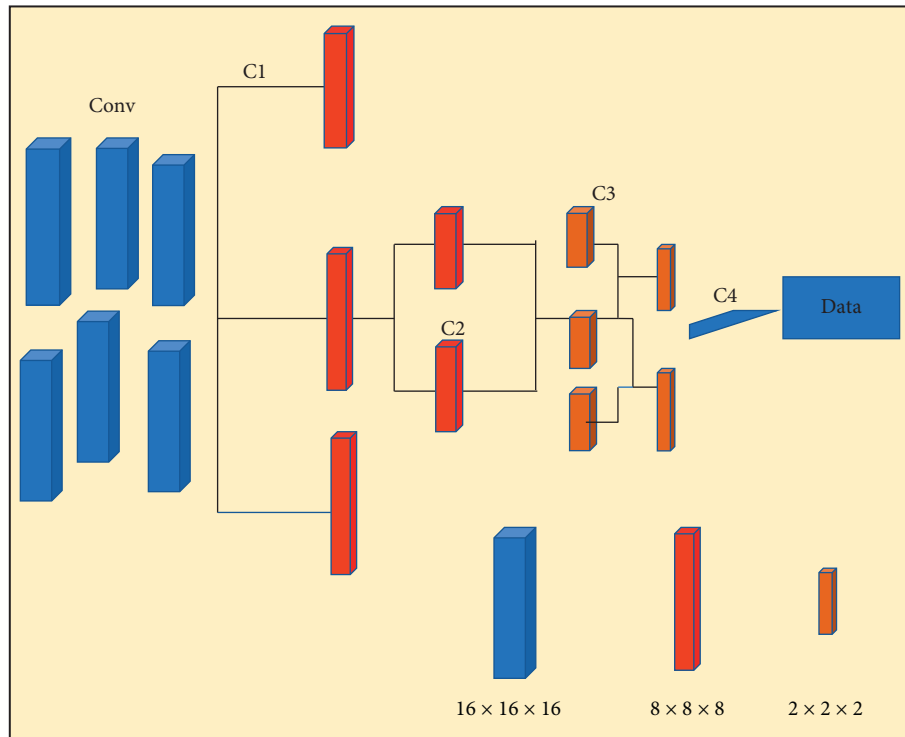 C1
Conv
C3
C2
C4
Data
16 × 16 × 16
8 × 8 × 8
2 × 2 × 2